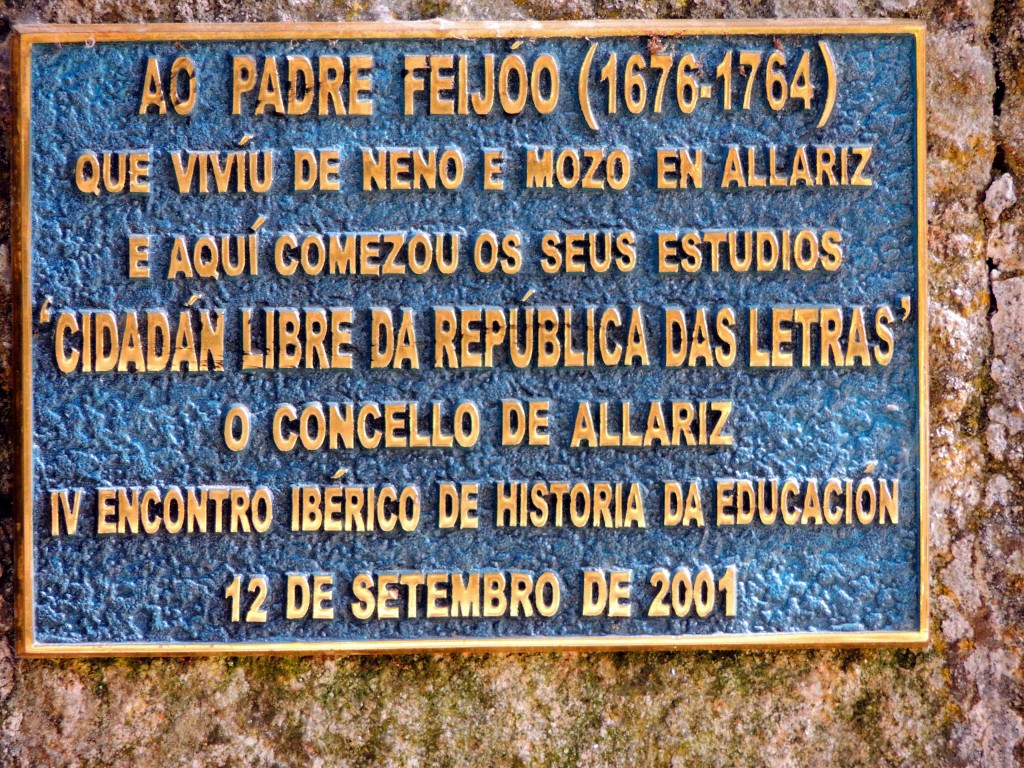 AO PADRE FEIJÓO (1676-1764)
QUE VIVÍU DE NENO E MOZO EN ALLARIZ
E AQUÍ COMEZOU OS SEUS ESTUDIOS
‘CIDADÁN LIBRE DA REPÚBLICA DAS LETRAS’
O CONCELLO DE ALLARIZ
IV ENCONTRO IBÉRICO DE HISTORIA DA EDUCACIÓN
12 DE SETEMBRO DE 2001